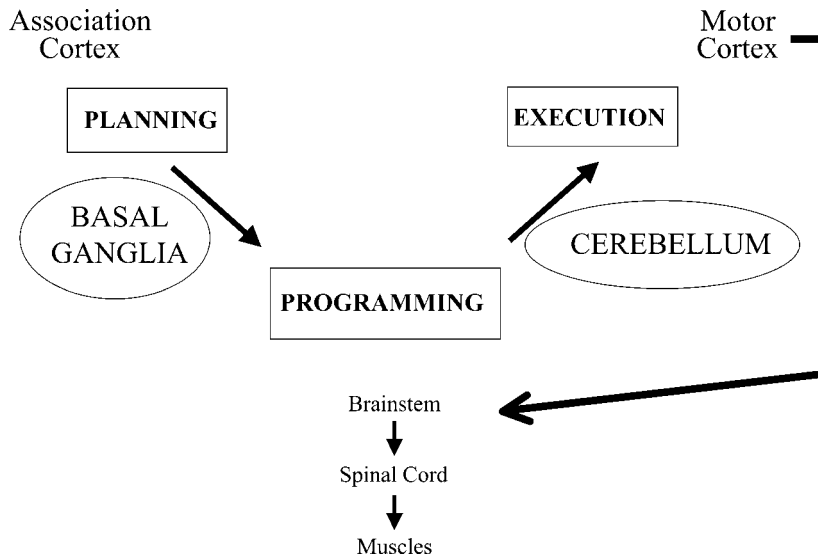 Association
Cortex
Motor
Cortex
PLANNING
EXECUTION
BASAL
GANGLIA
CEREBELLUM
PROGRAMMING
Brainstem
Spinal Cord
Muscles